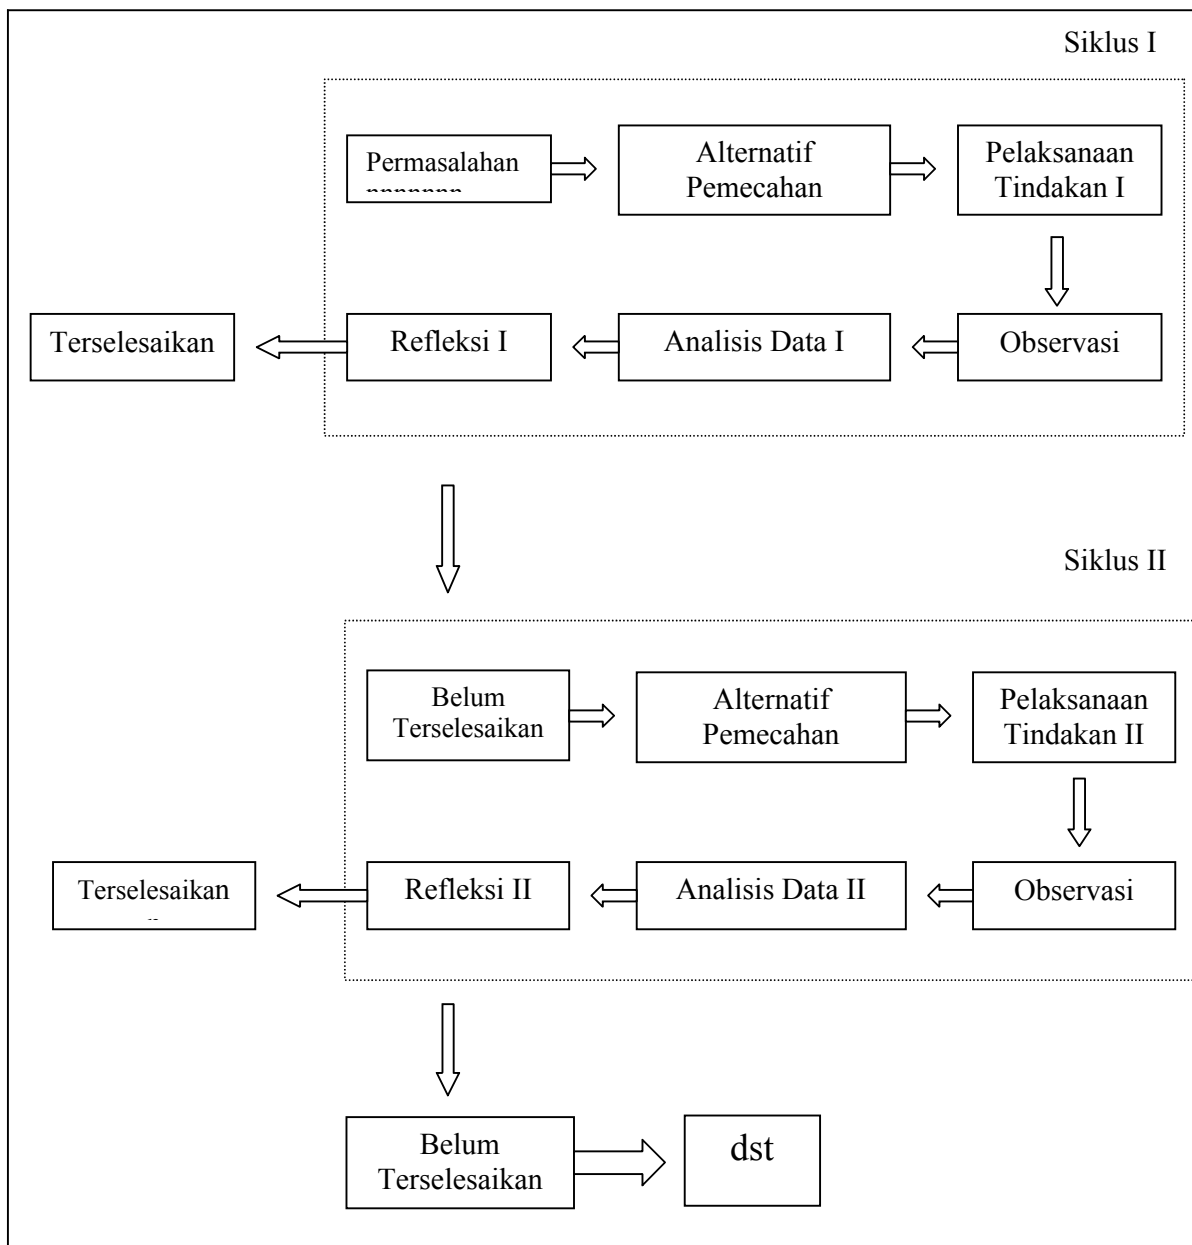 Siklus I
Permasalahan
Alternatif
Pemecahan
Pelaksanaan
Tindakan I
Terselesaikan
Refleksi I
Analisis Data I
Observasi
Siklus II
Belum
Terselesaikan
Alternatif
Pemecahan
Pelaksanaan
Tindakan II
Terselesaikan
Refleksi II
Analisis Data II
Observasi
Belum
Terselesaikan
dst